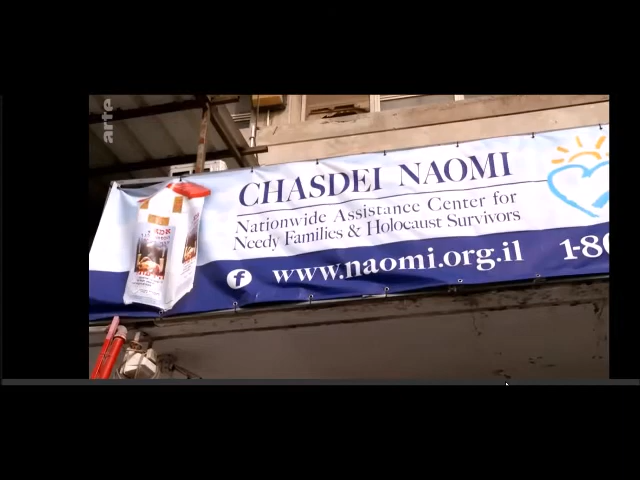 arte
CHASDEI NAOMI
Nationwide Assistance Center for
Needy Families & Holocaust Survivors
f www.naomi.org.il 1-80